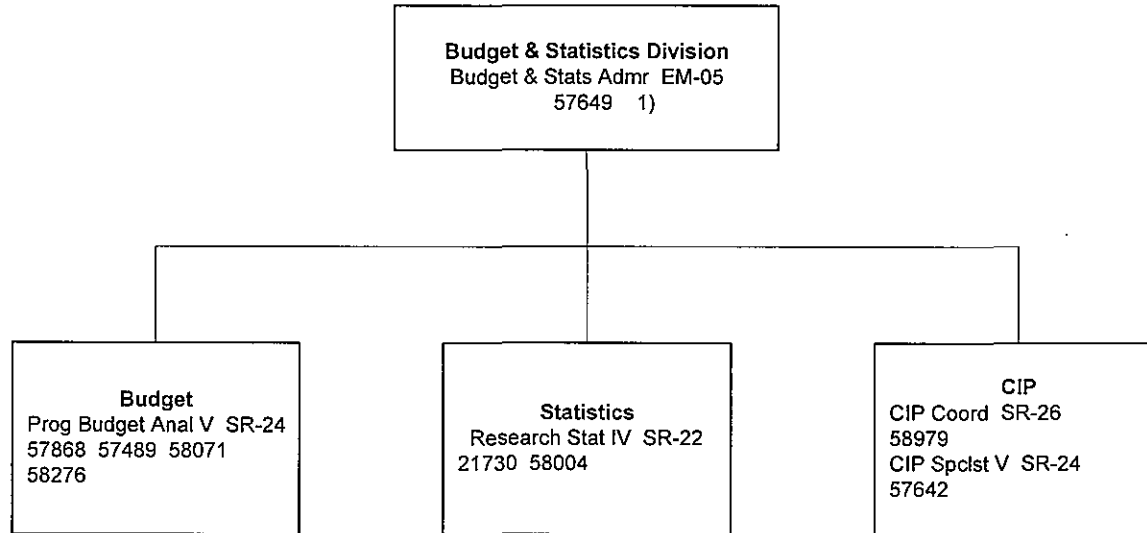 Budget & Statistics Division
Budget & Stats Admr EM-05
57649 1)
Budget
Prog Budget Anal V SR-24
57868 57489 58071
58276
Statistics
Research Stat IV SR-22
21730 58004
CIP
CIP Coord SR-26
58979
CIP Spclst V SR-24
57642